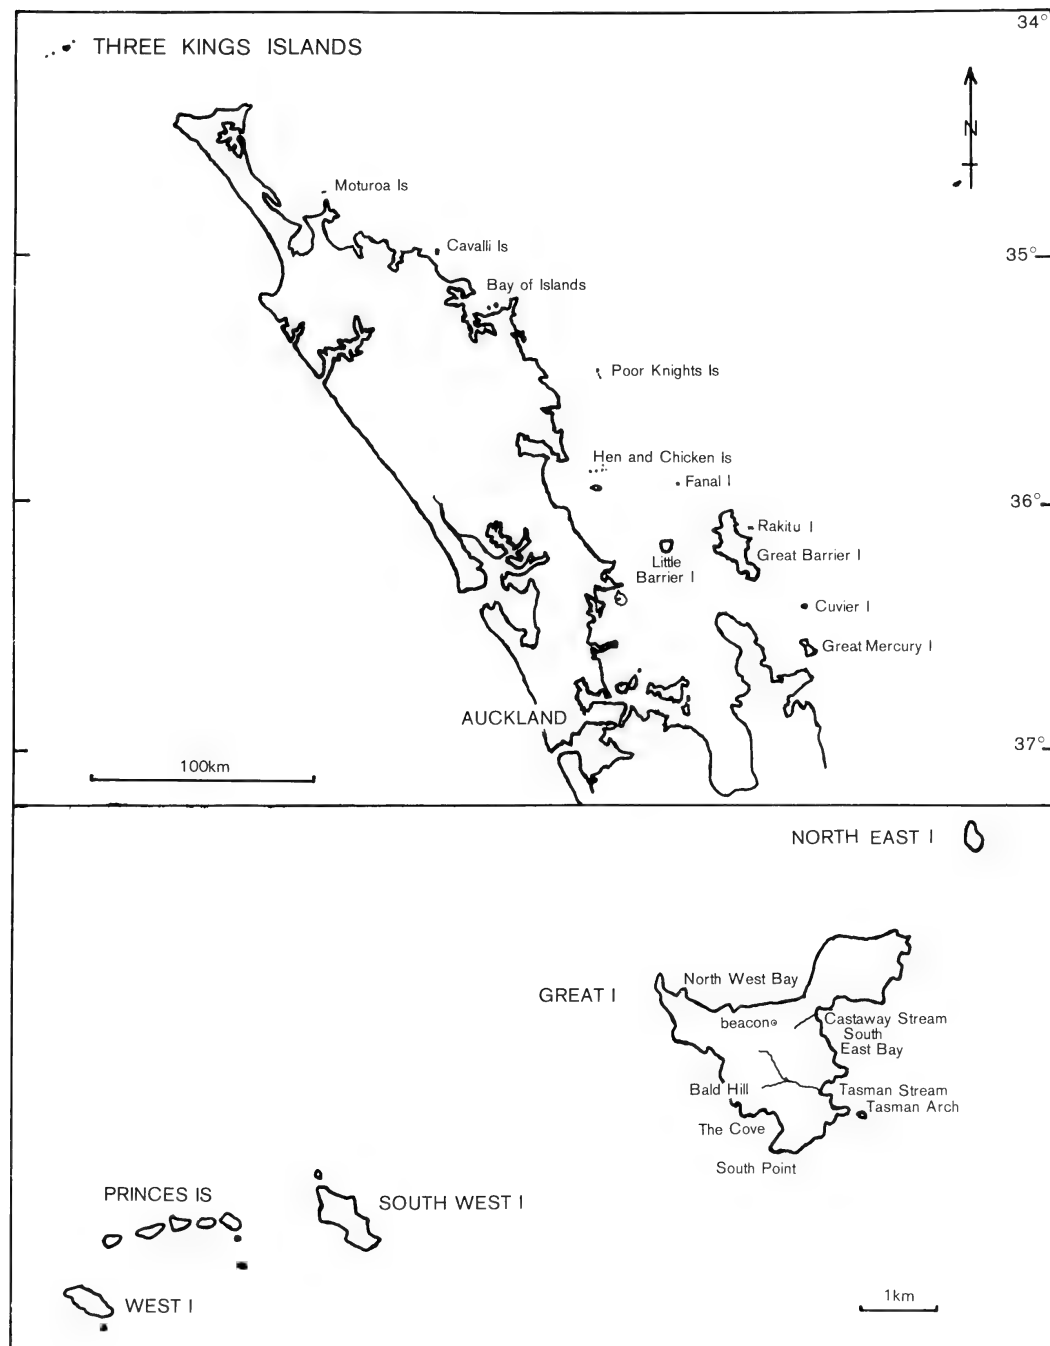 34°
THREE KINGS ISLANDS
N
Moturoa Is
Cavalli Is
35°
Bay of Islands
Poor Knights Is
Hen and Chicken Is
Fanal I
36°
Rakitu I
Great Barrier I
Little
Barrier I
Cuvier I
Great Mercury I
AUCKLAND
37°
100km
NORTH EAST I
North West Bay
GREAT I
beacon
Castaway Stream
South
East Bay
Bald Hill
Tasman Stream
Tasman Arch
The Cove
South Point
PRINCES IS
SOUTH WEST I
WEST I
1km